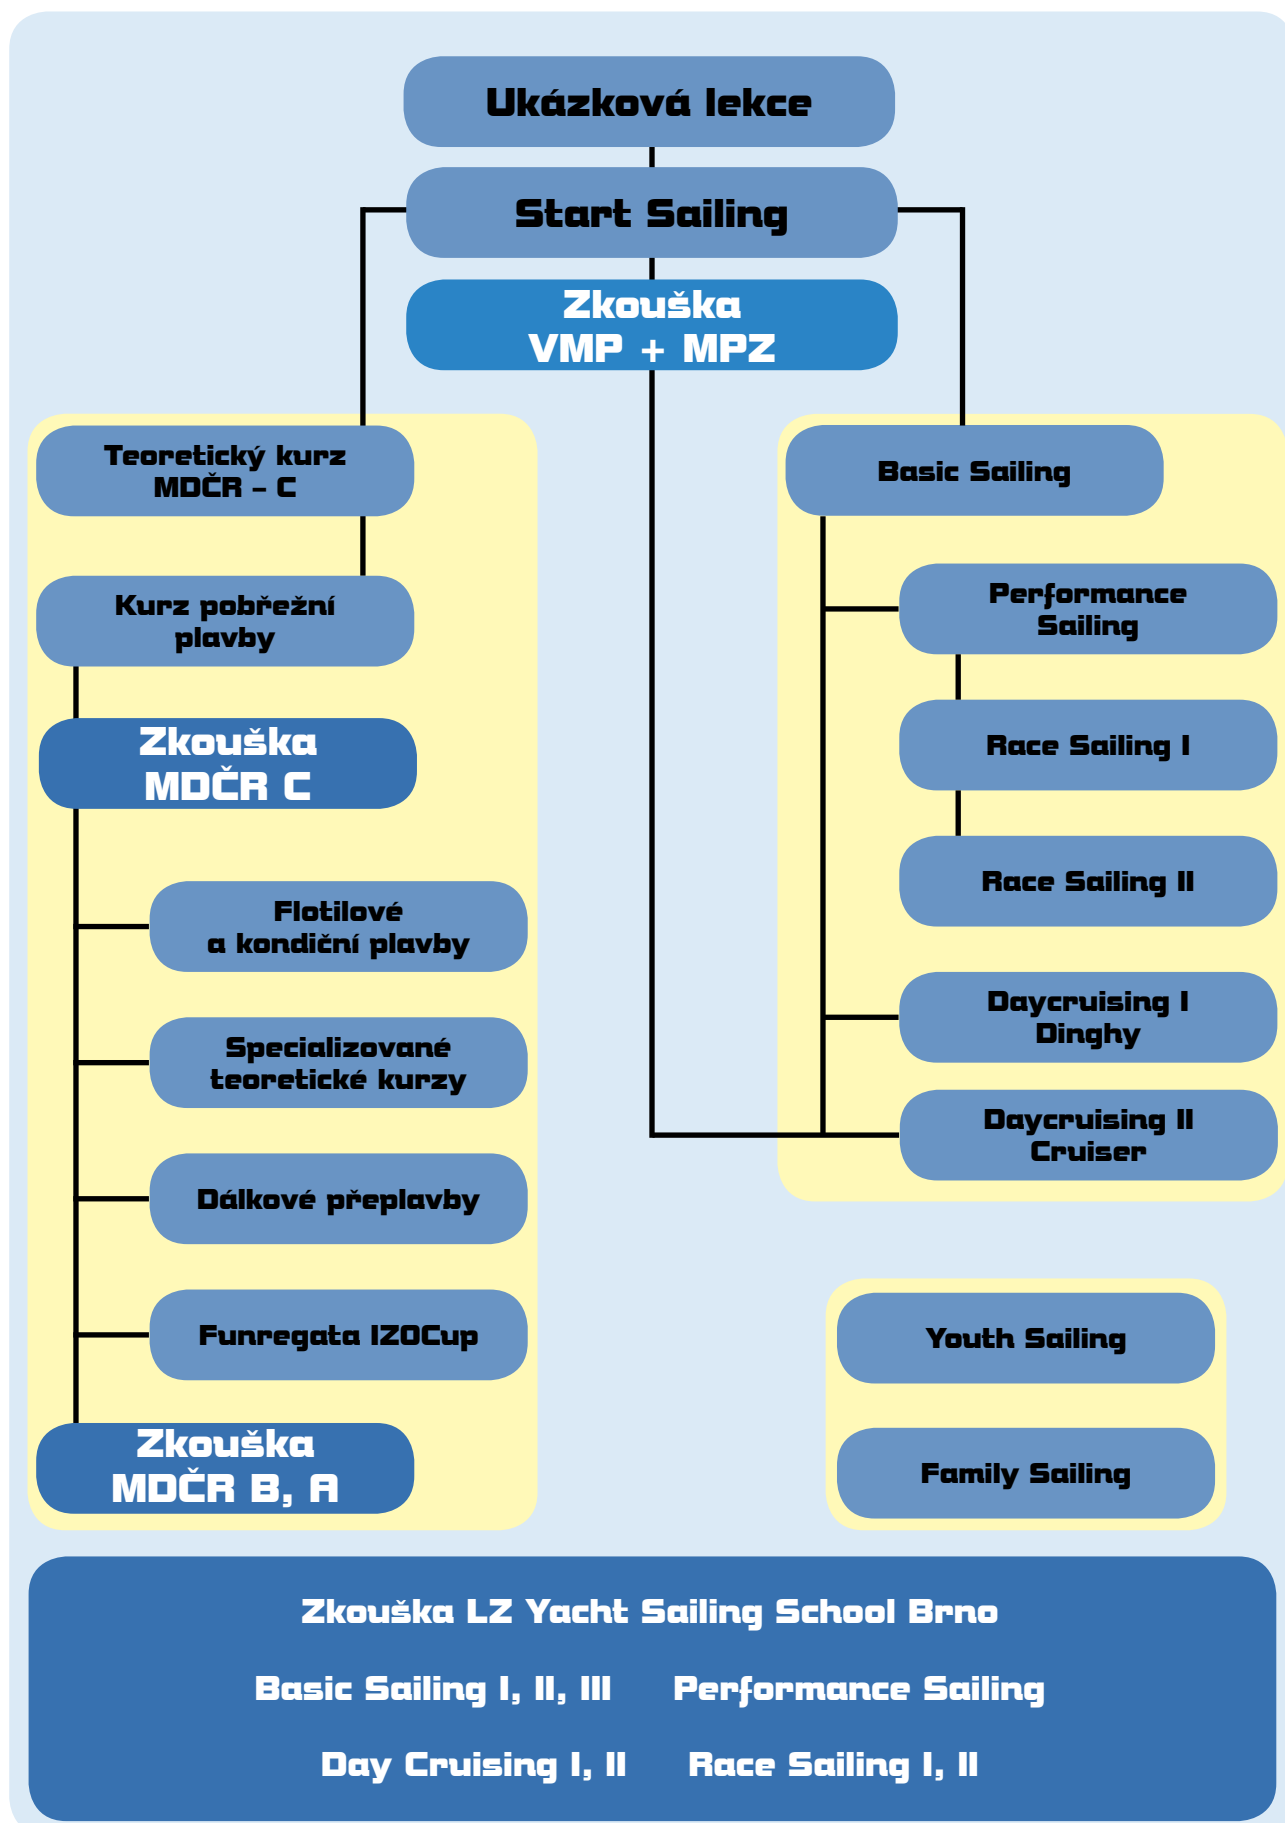 Ukázková lekce
Start Sailing
Zkouška
VMP + MPZ
Teoretický kurz
MDČR – C
Kurz pobřežní
plavby
Zkouška
MDČR C
Flotilové
a kondiční plavby
Specializované
teoretické kurzy
Dálkové přeplavby
Funregata IZOCup
Zkouška
MDČR B, A
Basic Sailing
Performance
Sailing
Race Sailing I
Race Sailing II
Daycruising I
Dinghy
Daycruising II
Cruiser
Youth Sailing
Family Sailing
Zkouška LZ Yacht Sailing School Brno
Basic Sailing I, II, III Performance Sailing
Day Cruising I, II Race Sailing I, II